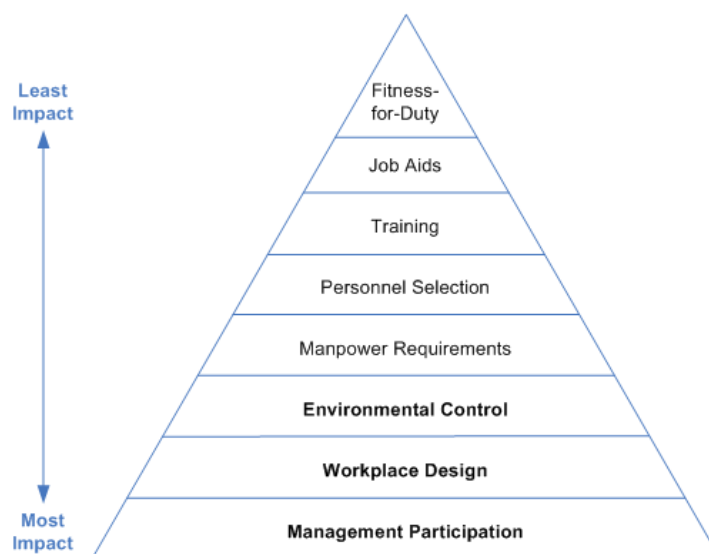 Least
Impact
Fitness-
for-Duty
Job Aids
Training
Personnel Selection
Manpower Requirements
Environmental Control
Workplace Design
Most
Impact
Management Participation